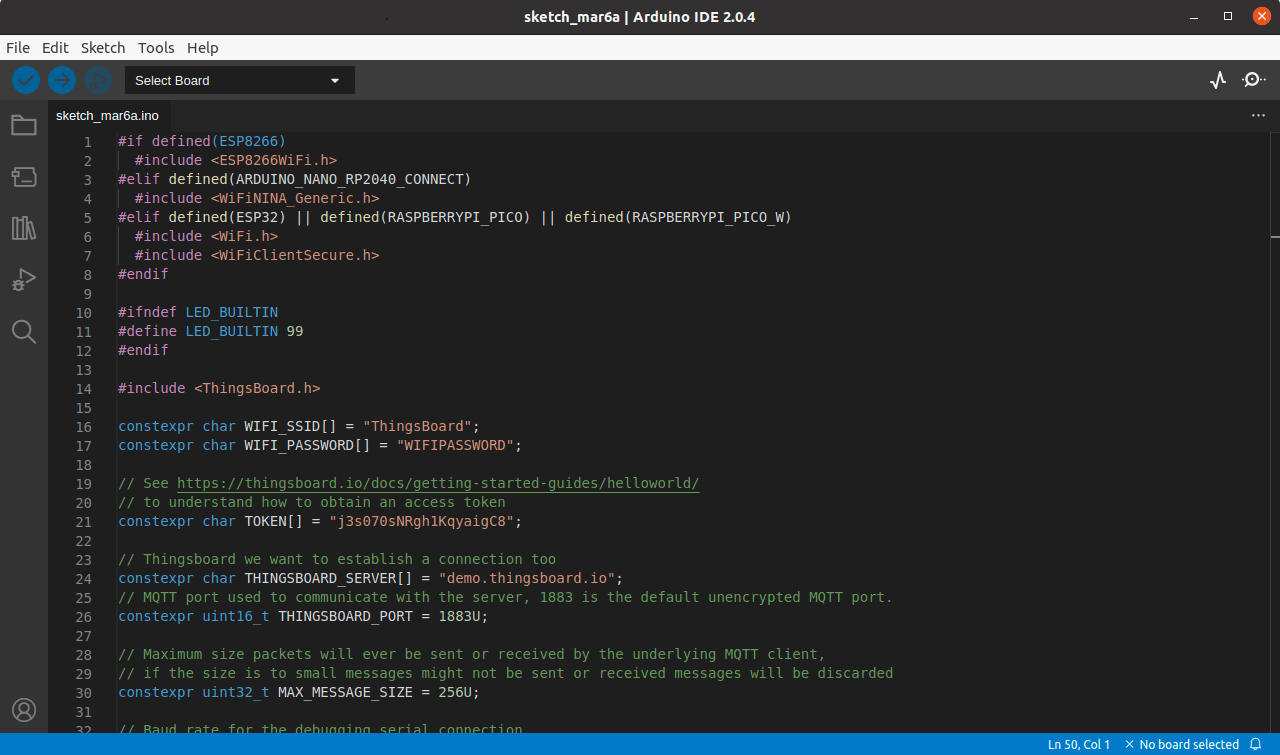 sketch_mar6a | Arduino IDE 2.0.4
File Edit Sketch Tools Help
Select Board
sketch_mar6a.ino
1 #if defined(ESP8266)
2 #include <ESP8266WiFi.h>
3 #elif defined(ARDUINO_NANO_RP2040_CONNECT)
4 #include <WiFiNINA_Generic.h>
5 #elif defined(ESP32) || defined(RASPBERRYPI_PICO) || defined(RASPBERRYPI_PICO_W)
6 #include <WiFi.h>
7 #include <WiFiClientSecure.h>
8 #endif
9
10 #ifndef LED_BUILTIN
11 #define LED_BUILTIN 99
12 #endif
13
14 #include <ThingsBoard.h>
15
16 constexpr char WIFI_SSID[] = "ThingsBoard";
17 constexpr char WIFI_PASSWORD[] = "WIFIPASSWORD";
18
19 // See https://thingsboard.io/docs/getting-started-guides/helloworld/
20 // to understand how to obtain an access token
21 constexpr char TOKEN[] = "j3s070sNRgh1KqyaigC8";
22
23 // Thingsboard we want to establish a connection too
24 constexpr char THINGSBOARD_SERVER[] = "demo.thingsboard.io";
25 // MQTT port used to communicate with the server, 1883 is the default unencrypted MQTT port.
26 constexpr uint16_t THINGSBOARD_PORT = 1883U;
27
28 // Maximum size packets will ever be sent or received by the underlying MQTT client,
29 // if the size is to small messages might not be sent or received messages will be discarded
30 constexpr uint32_t MAX_MESSAGE_SIZE = 256U;
31
32 // Baud rate for the debugging serial connection
Ln 50, Col 1 × No board selected